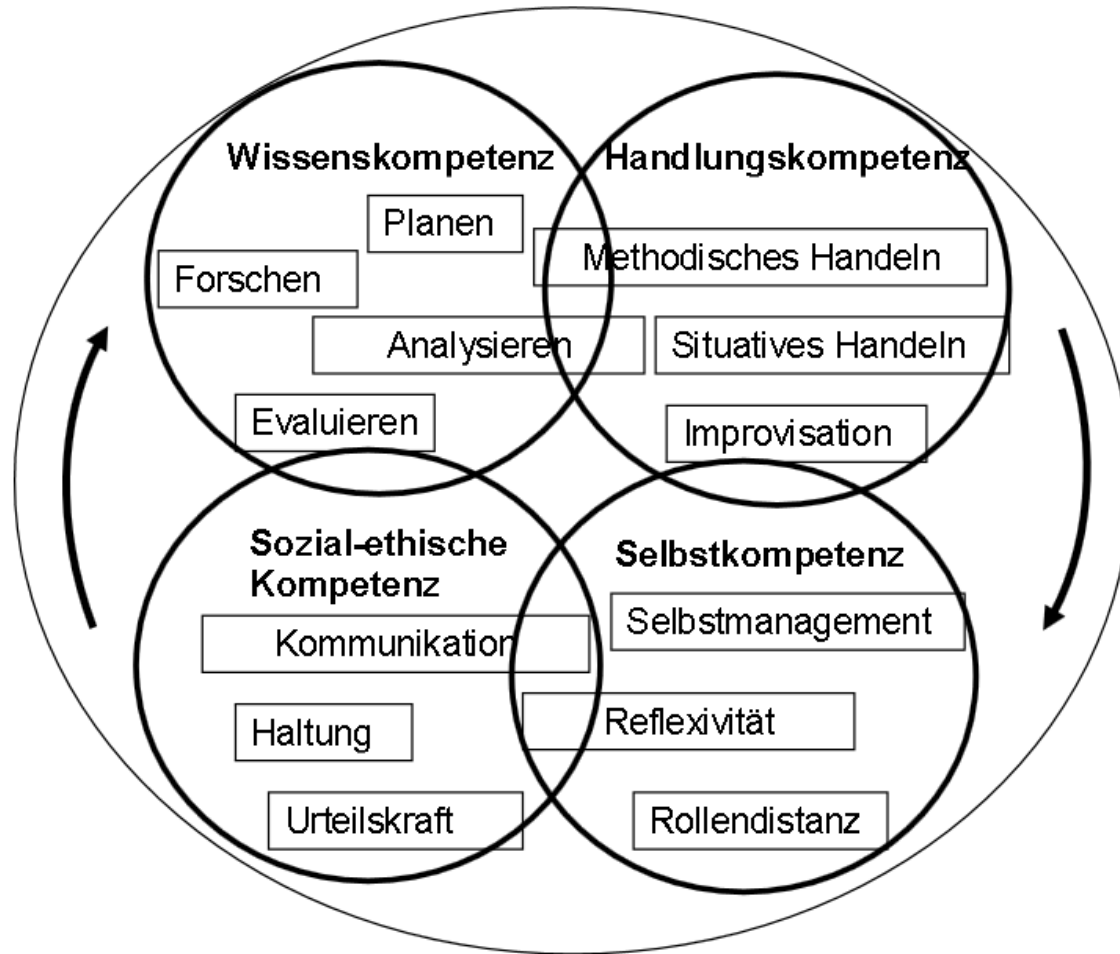 Wissenskompetenz
Planen
Forschen
Analysieren
Evaluieren
Handlungskompetenz
Methodisches Handeln
Situatives Handeln
Improvisation
Sozial-ethische
Kompetenz
Kommunikation
Haltung
Urteilskraft
Selbstkompetenz
Selbstmanagement
Reflexivität
Rollendistanz